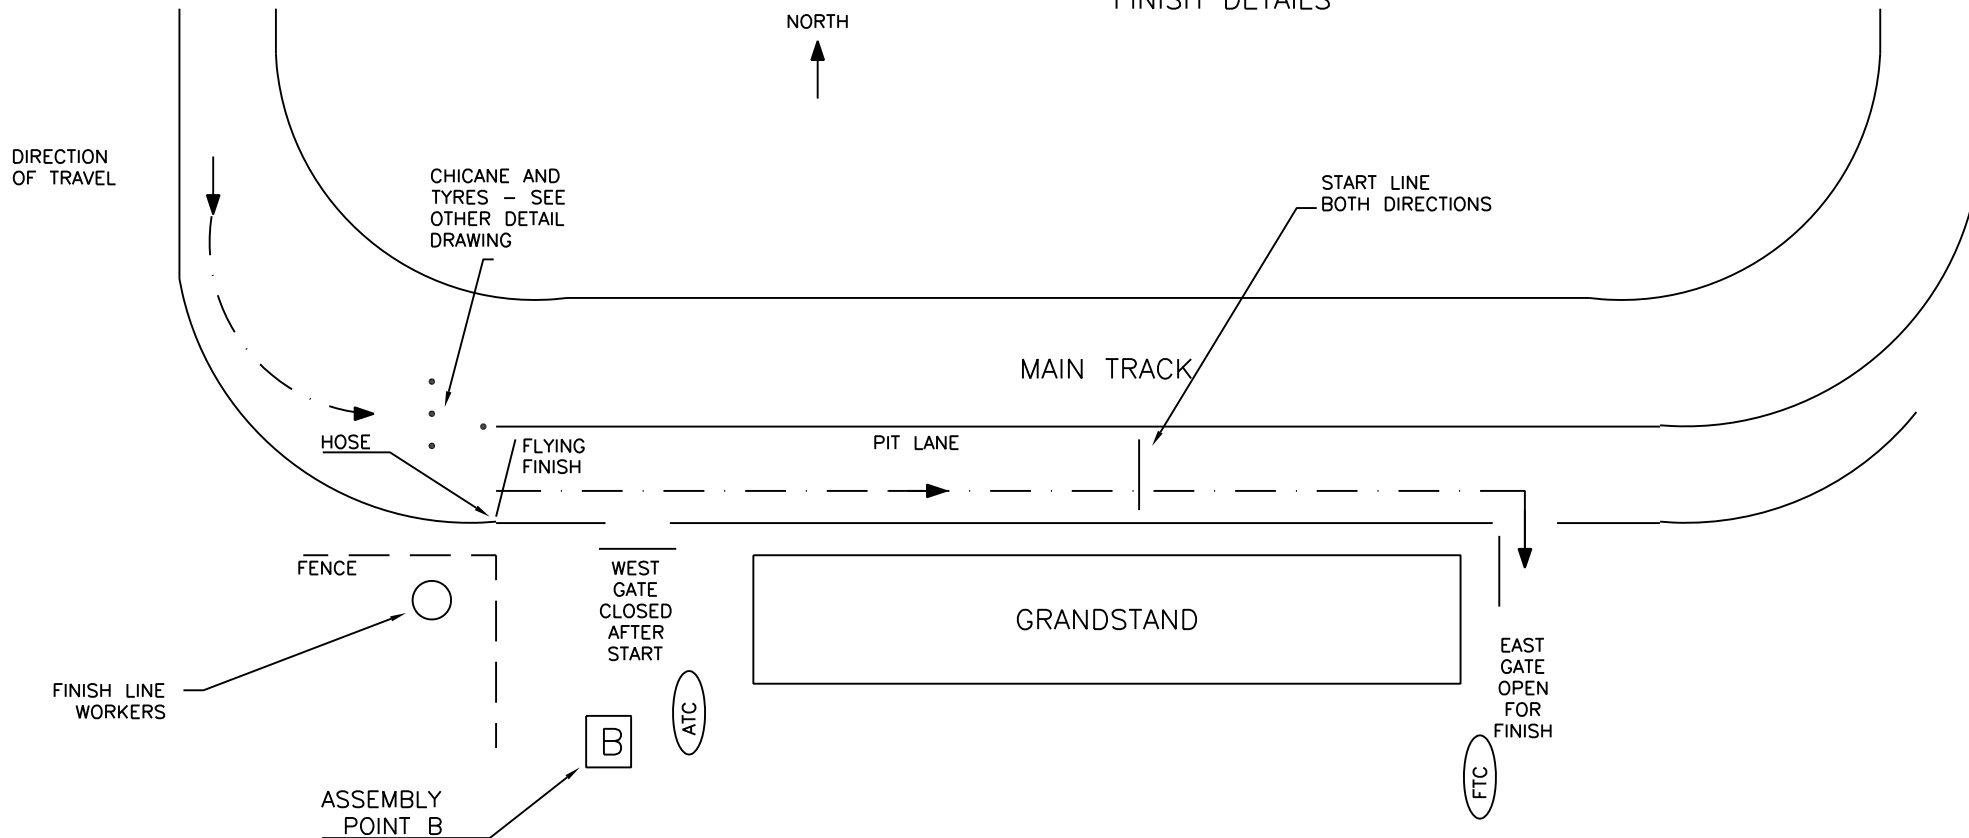 FINISH DETAILS
NORTH
DIRECTION
OF TRAVEL
CHICANE AND
TYRES - SEE
OTHER DETAIL
DRAWING
START LINE
BOTH DIRECTIONS
MAIN TRACK
HOSE
FLYING
FINISH
PIT LANE
FENCE
WEST
GATE
CLOSED
AFTER
START
GRANDSTAND
EAST
GATE
OPEN
FOR
FINISH
FINISH LINE
WORKERS
ATC
B
FTC
ASSEMBLY
POINT B